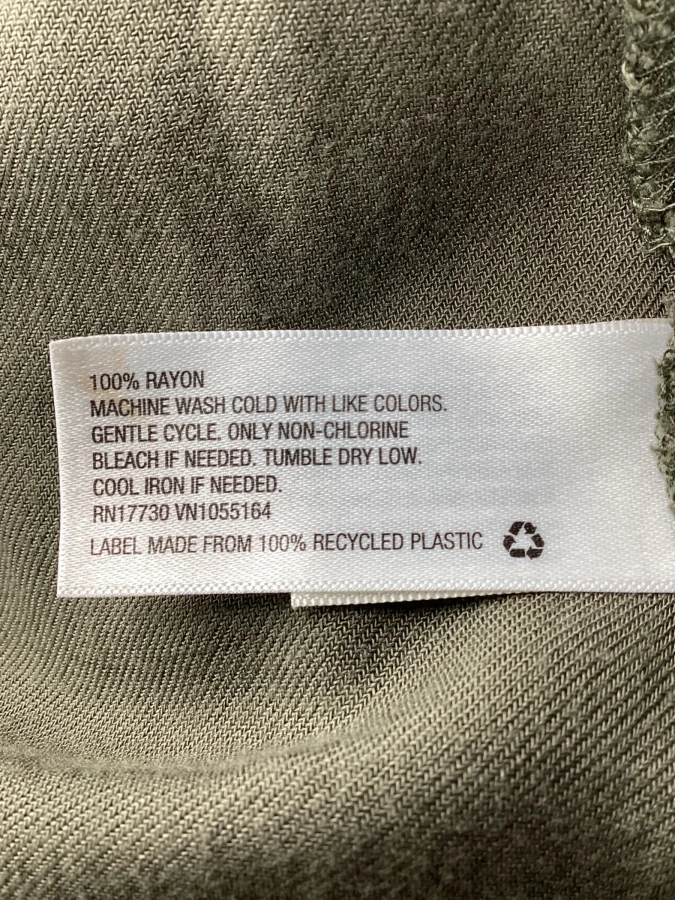 100% RAYON
MACHINE WASH COLD WITH LIKE COLORS.
GENTLE CYCLE. ONLY NON-CHLORINE
BLEACH IF NEEDED. TUMBLE DRY LOW.
COOL IRON IF NEEDED.
RN17730 VN1055164
LABEL MADE FROM 100% RECYCLED PLASTIC